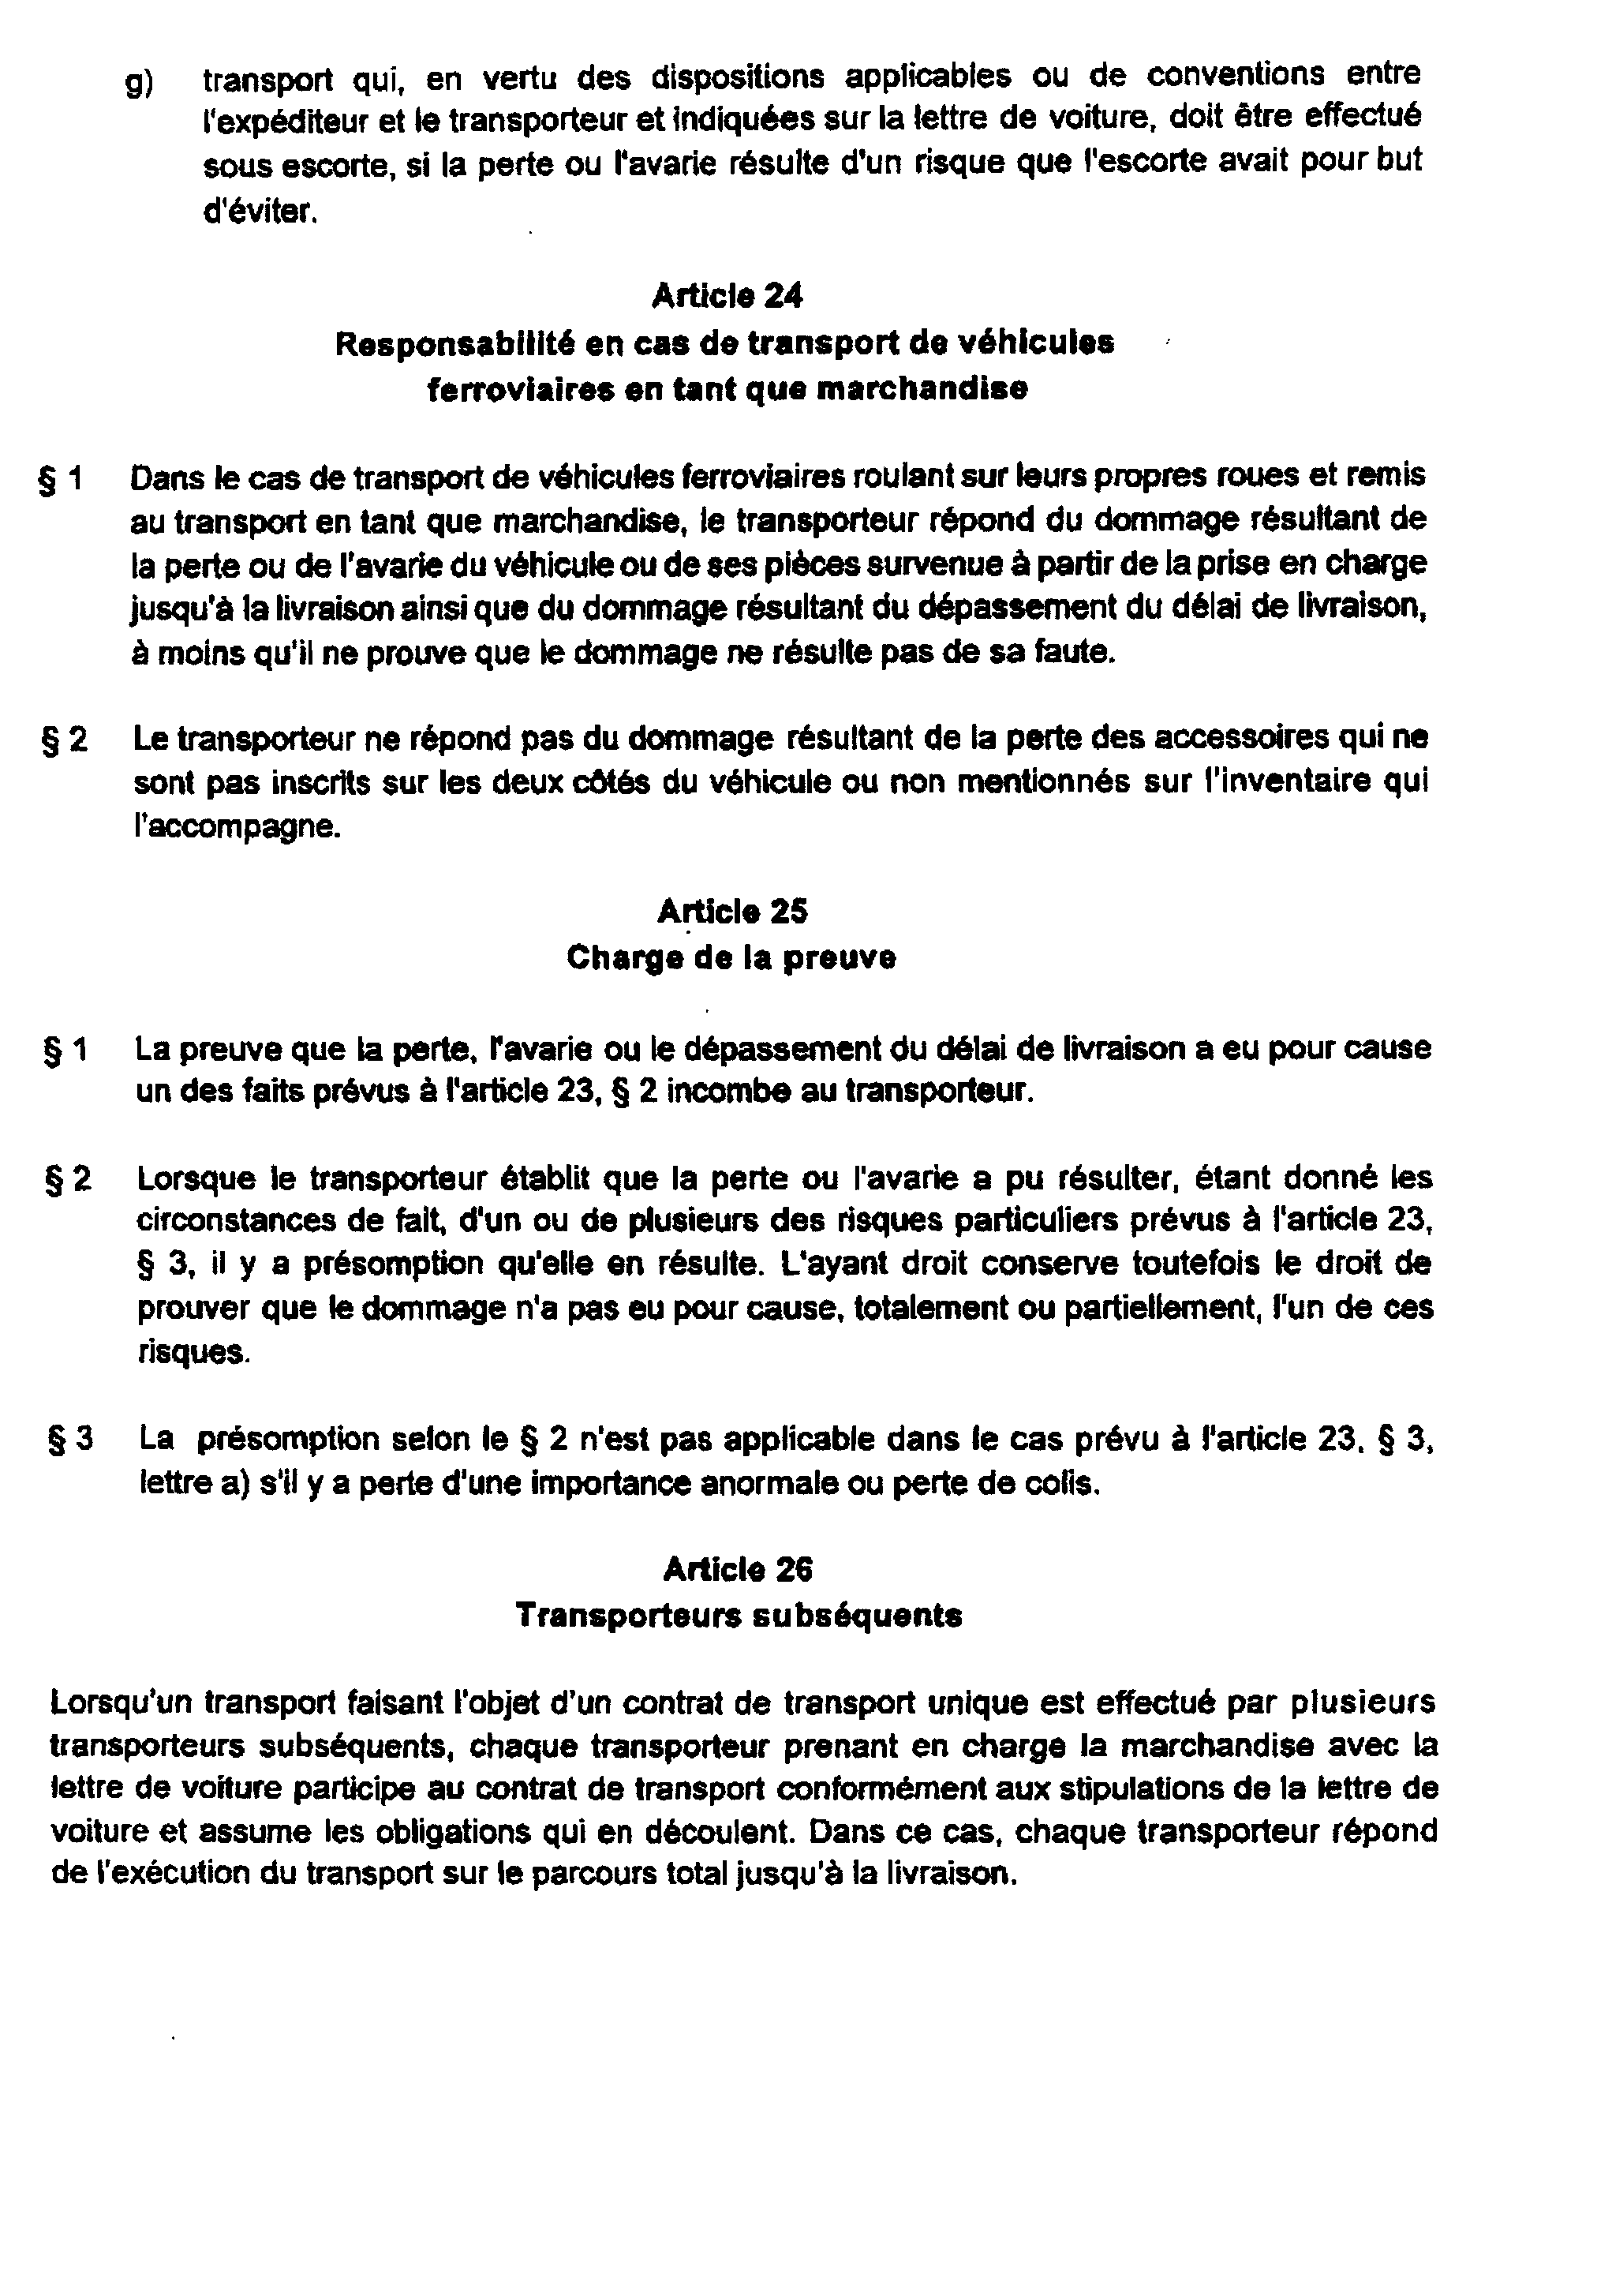 g) transport qui, en vertu des dispositions applicables ou de conventions entre
l'expéditeur et le transporteur et indiquées sur la lettre de voiture, doit être effectué
sous escorte, si la perte ou l'avarie résulte d'un risque que l'escorte avait pour but
d'éviter.
Article 24
Responsabilité en cas de transport de véhicules
ferroviaires en tant que marchandise
§ 1 Dans le cas de transport de véhicules ferroviaires roulant sur leurs propres roues et remis
au transport en tant que marchandise, le transporteur répond du dommage résultant de
la perte ou de l'avarie du véhicule ou de ses pièces survenue à partir de la prise en charge
jusqu'à la livraison ainsi que du dommage résultant du dépassement du délai de livraison,
à moins qu'il ne prouve que le dommage ne résulte pas de sa faute.
§ 2 Le transporteur ne répond pas du dommage résultant de la perte des accessoires qui ne
sont pas inscrits sur les deux côtés du véhicule ou non mentionnés sur l'inventaire qui
l'accompagne.
Article 25
Charge de la preuve
§ 1 La preuve que la perte, l'avarie ou le dépassement du délai de livraison a eu pour cause
un des faits prévus à l'article 23, § 2 incombe au transporteur.
§ 2 Lorsque le transporteur établit que la perte ou l'avarie a pu résulter, étant donné les
circonstances de fait, d'un ou de plusieurs des risques particuliers prévus à l'article 23,
§ 3, il y a présomption qu'elle en résulte. L'ayant droit conserve toutefois le droit de
prouver que le dommage n'a pas eu pour cause, totalement ou partiellement, l'un de ces
risques.
§ 3 La présomption selon le § 2 n'est pas applicable dans le cas prévu à l'article 23, § 3,
lettre a) s'il y a perte d'une importance anormale ou perte de colis.
Article 26
Transporteurs subséquents
Lorsqu'un transport faisant l'objet d'un contrat de transport unique est effectué par plusieurs
transporteurs subséquents, chaque transporteur prenant en charge la marchandise avec la
lettre de voiture participe au contrat de transport conformément aux stipulations de la lettre de
voiture et assume les obligations qui en découlent. Dans ce cas, chaque transporteur répond
de l'exécution du transport sur le parcours total jusqu'à la livraison.